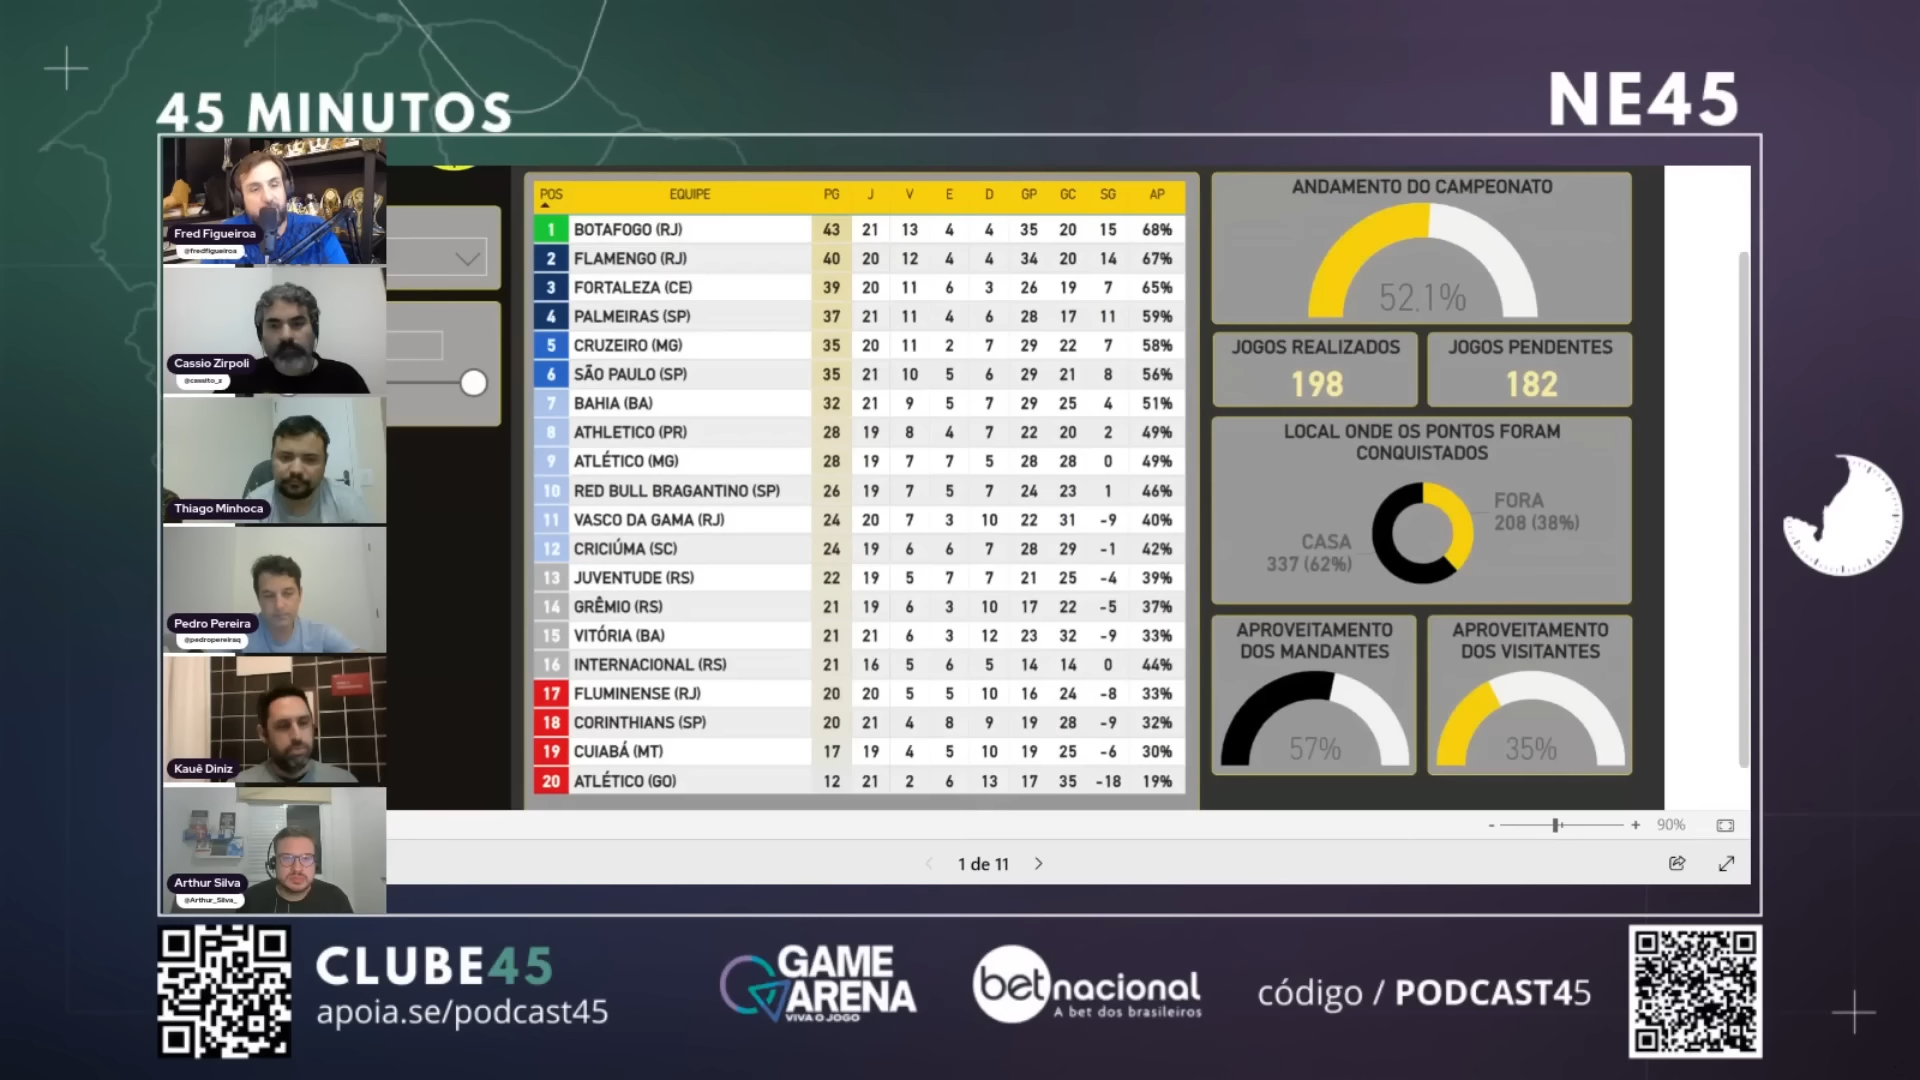 45 MINUTOS
NE45
Fred Figueiroa
@fredfigueiroa
Cassio Zirpoli
@cassito_z
Thiago Minhoca
Pedro Pereira
@pedropereiraq
Kauê Diniz
Arthur Silva
@Arthur_Silva_
POS EQUIPE PG J V E D GP GC SG AP
1 BOTAFOGO (RJ) 43 21 13 4 4 35 20 15 68%
2 FLAMENGO (RJ) 40 20 12 4 4 34 20 14 67%
3 FORTALEZA (CE) 39 20 11 6 3 26 19 7 65%
4 PALMEIRAS (SP) 37 21 11 4 6 28 17 11 59%
5 CRUZEIRO (MG) 35 20 11 2 7 29 22 7 58%
6 SÃO PAULO (SP) 35 21 10 5 6 29 21 8 56%
7 BAHIA (BA) 32 21 9 5 7 29 25 4 51%
8 ATHLETICO (PR) 28 19 8 4 7 22 20 2 49%
9 ATLÉTICO (MG) 28 19 7 7 5 28 28 0 49%
10 RED BULL BRAGANTINO (SP) 26 19 7 5 7 24 23 1 46%
11 VASCO DA GAMA (RJ) 24 20 7 3 10 22 31 -9 40%
12 CRICIÚMA (SC) 24 19 6 6 7 28 29 -1 42%
13 JUVENTUDE (RS) 22 19 5 7 7 21 25 -4 39%
14 GRÊMIO (RS) 21 19 6 3 10 17 22 -5 37%
15 VITÓRIA (BA) 21 21 6 3 12 23 32 -9 33%
16 INTERNACIONAL (RS) 21 16 5 6 5 14 14 0 44%
17 FLUMINENSE (RJ) 20 20 5 5 10 16 24 -8 33%
18 CORINTHIANS (SP) 20 21 4 8 9 19 28 -9 32%
19 CUIABÁ (MT) 17 19 4 5 10 19 25 -6 30%
20 ATLÉTICO (GO) 12 21 2 6 13 17 35 -18 19%
ANDAMENTO DO CAMPEONATO
52,1%
JOGOS REALIZADOS
198
JOGOS PENDENTES
182
LOCAL ONDE OS PONTOS FORAM
CONQUISTADOS
FORA
208 (38%)
CASA
337 (62%)
APROVEITAMENTO
DOS MANDANTES
57%
APROVEITAMENTO
DOS VISITANTES
35%
- + 90%
1 de 11
CLUBE45
apoia.se/podcast45
GAME
ARENA
VIVA O JOGO
betnacional
A bet dos brasileiros
código / PODCAST45